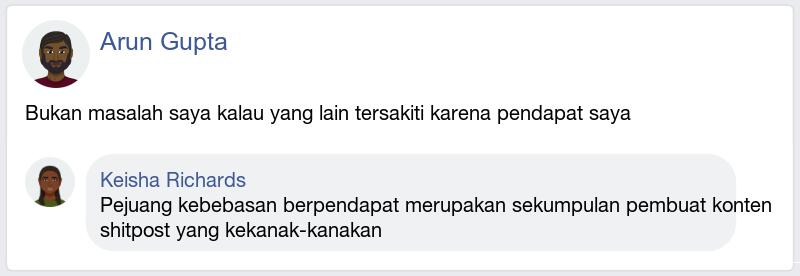 Arun Gupta
Bukan masalah saya kalau yang lain tersakiti karena pendapat saya
Keisha Richards
Pejuang kebebasan berpendapat merupakan sekumpulan pembuat konten
shitpost yang kekanak-kanakan